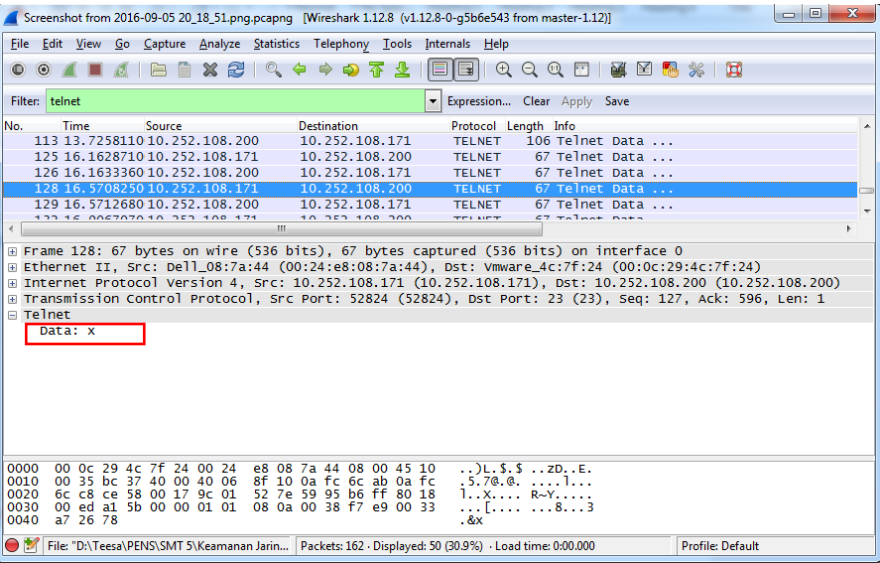 Screenshot from 2016-09-05 20_18_51.png.pcapng [Wireshark 1.12.8 (v1.12.8-0-g5b6e543 from master-1.12)]
File Edit View Go Capture Analyze Statistics Telephony Tools Internals Help
Filter: telnet Expression... Clear Apply Save
No. Time Source Destination Protocol Length Info
113 13.7258110 10.252.108.200 10.252.108.171 TELNET 106 Telnet Data ...
125 16.1628710 10.252.108.171 10.252.108.200 TELNET 67 Telnet Data ...
126 16.1633360 10.252.108.200 10.252.108.171 TELNET 67 Telnet Data ...
128 16.5708250 10.252.108.171 10.252.108.200 TELNET 67 Telnet Data ...
129 16.5712680 10.252.108.200 10.252.108.171 TELNET 67 Telnet Data ...
10.252.108.171 10.252.108.200 TELNET 67 Telnet Data
Frame 128: 67 bytes on wire (536 bits), 67 bytes captured (536 bits) on interface 0
Ethernet II, Src: Dell_08:7a:44 (00:24:e8:08:7a:44), Dst: Vmware_4c:7f:24 (00:0c:29:4c:7f:24)
Internet Protocol Version 4, Src: 10.252.108.171 (10.252.108.171), Dst: 10.252.108.200 (10.252.108.200)
Transmission Control Protocol, Src Port: 52824 (52824), Dst Port: 23 (23), Seq: 127, Ack: 596, Len: 1
Telnet
Data: x
0000 00 0c 29 4c 7f 24 00 24 e8 08 7a 44 08 00 45 10 ..)L.$.$ ..zD..E.
0010 00 35 bc 37 40 00 40 06 8f 10 0a fc 6c ab 0a fc .5.7@.@. ....l...
0020 6c c8 ce 58 00 17 9c 01 52 7e 59 95 b6 ff 80 18 l..X.... R~Y.....
0030 00 ed a1 5b 00 00 01 01 08 0a 00 38 f7 e9 00 33 ...[.... ...8...3
0040 a7 26 78 .&x
File: "D:\Teesa\PENS\SMT 5\Keamanan Jarin... Packets: 162 · Displayed: 50 (30.9%) · Load time: 0:00.000 Profile: Default